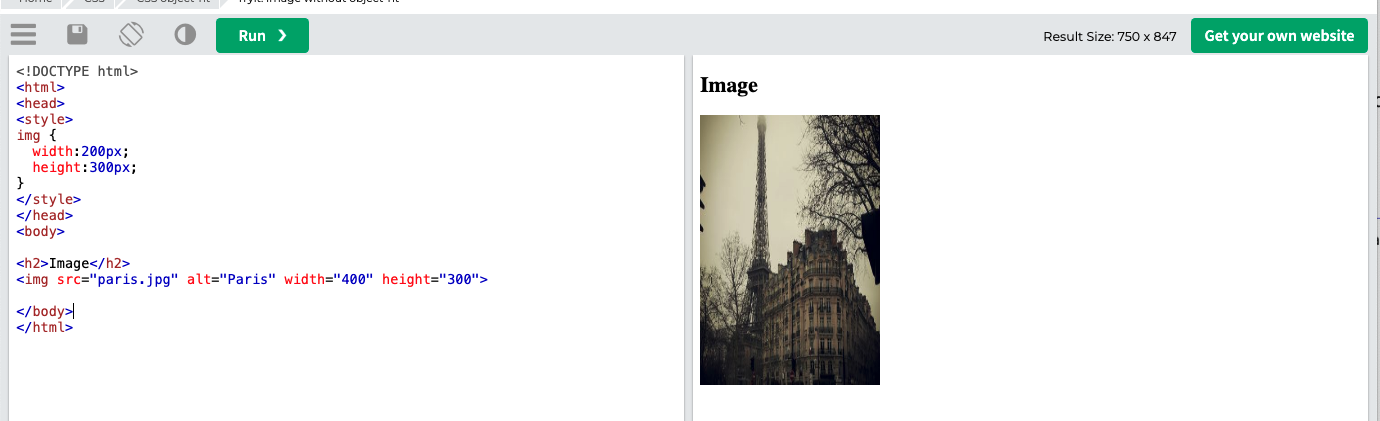 Home CSS CSS object-fit Tryit: Image without object-fit
Run ❯
Result Size: 750 x 847
Get your own website
<!DOCTYPE html>
<html>
<head>
<style>
img {
  width:200px;
  height:300px;
}
</style>
</head>
<body>
<h2>Image</h2>
<img src="paris.jpg" alt="Paris" width="400" height="300">
</body>
</html>
Image